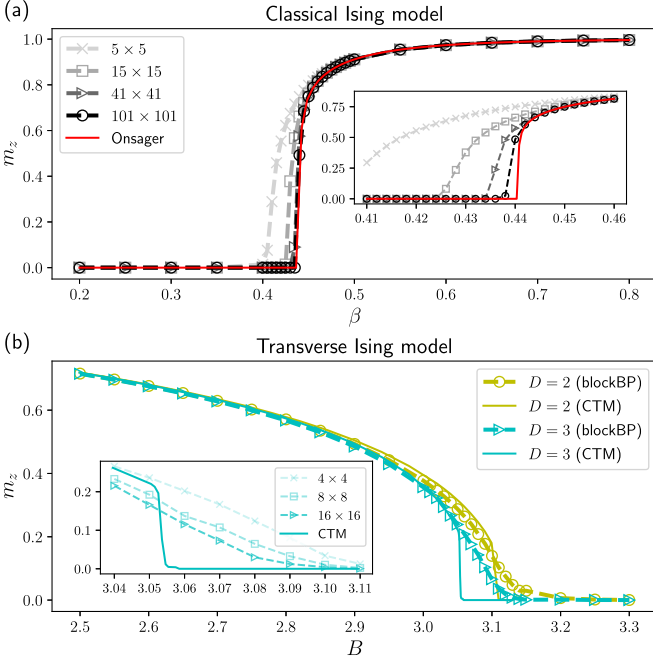 (a)
Classical Ising model
1.0
0.8
0.6
0.4
0.2
0.0
m_z
5 × 5
15 × 15
41 × 41
101 × 101
Onsager
0.75
0.50
0.25
0.00
0.41 0.42 0.43 0.44 0.45 0.46
0.2 0.3 0.4 0.5 0.6 0.7 0.8
β
(b)
Transverse Ising model
0.6
0.4
0.2
0.0
m_z
D = 2 (blockBP)
D = 2 (CTM)
D = 3 (blockBP)
D = 3 (CTM)
0.2
0.1
0.0
4 × 4
8 × 8
16 × 16
CTM
3.04 3.05 3.06 3.07 3.08 3.09 3.10 3.11
2.5 2.6 2.7 2.8 2.9 3.0 3.1 3.2 3.3
B